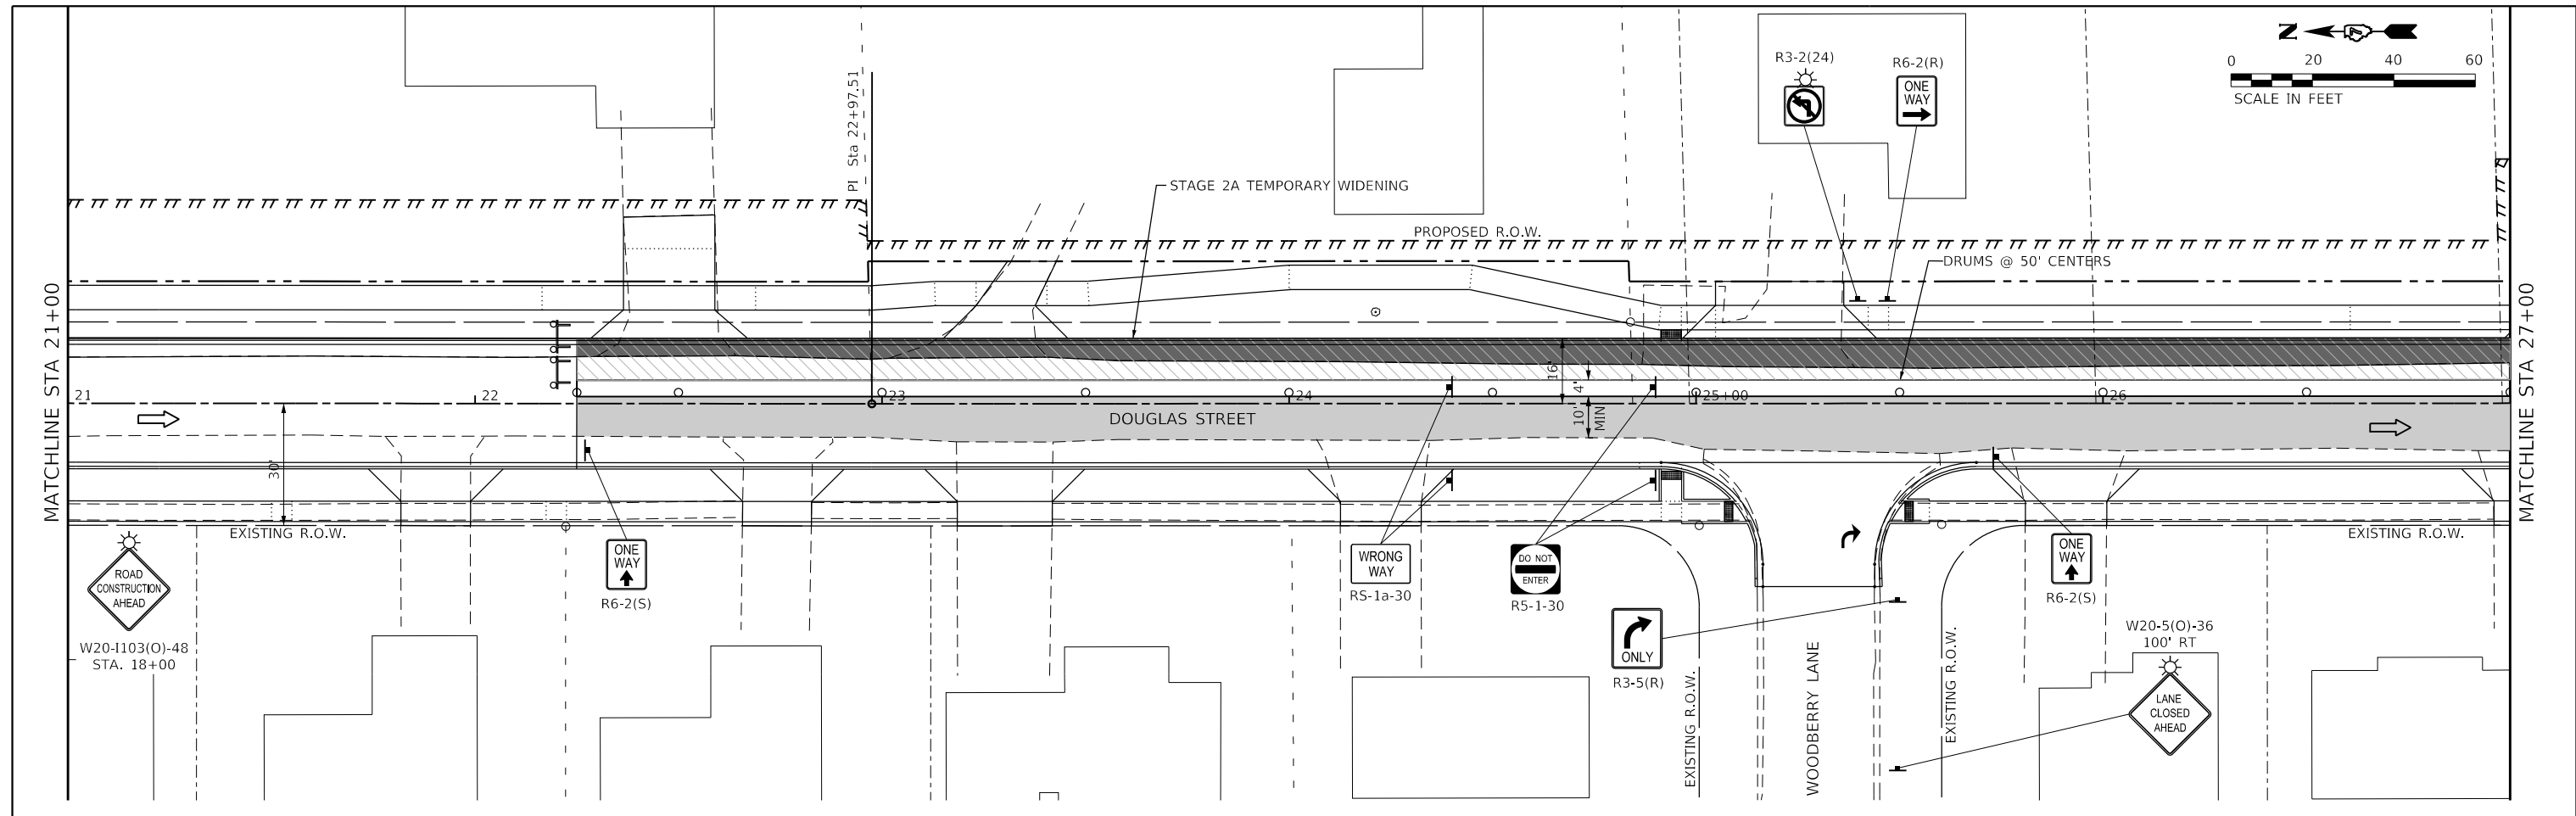 R3-2(24)
R6-2(R)
ONE
WAY
N
0 20 40 60
SCALE IN FEET
PI Sta 22+97.51
STAGE 2A TEMPORARY WIDENING
PROPOSED R.O.W.
DRUMS @ 50' CENTERS
MATCHLINE STA 21+00
MATCHLINE STA 27+00
16'
4'
21
22
23
24
25+00
26
10'
MIN
DOUGLAS STREET
30'
EXISTING R.O.W.
EXISTING R.O.W.
ROAD
CONSTRUCTION
AHEAD
W20-I103(O)-48
STA. 18+00
ONE
WAY
R6-2(S)
WRONG
WAY
RS-1a-30
DO NOT
ENTER
R5-1-30
ONLY
R3-5(R)
EXISTING R.O.W.
WOODBERRY LANE
EXISTING R.O.W.
ONE
WAY
R6-2(S)
W20-5(O)-36
100' RT
LANE
CLOSED
AHEAD